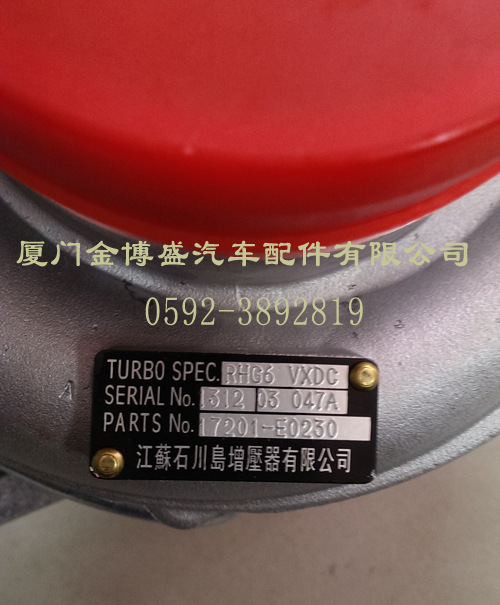 厦门金博盛汽车配件有限公司
0592-3892819
TURBO SPEC. RHG6 VXDC
SERIAL No. 1312 03 047A
PARTS No. 17201-E0230
江蘇石川島增壓器有限公司